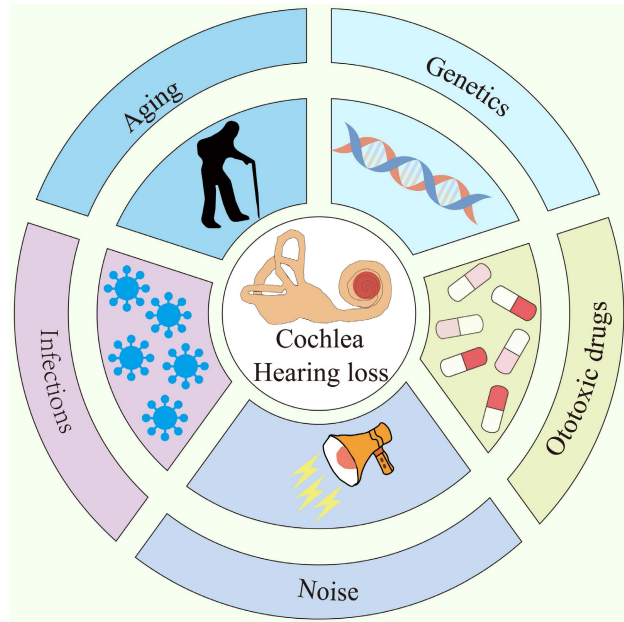 Aging
Genetics
Infections
Cochlea
Hearing loss
Ototoxic drugs
Noise